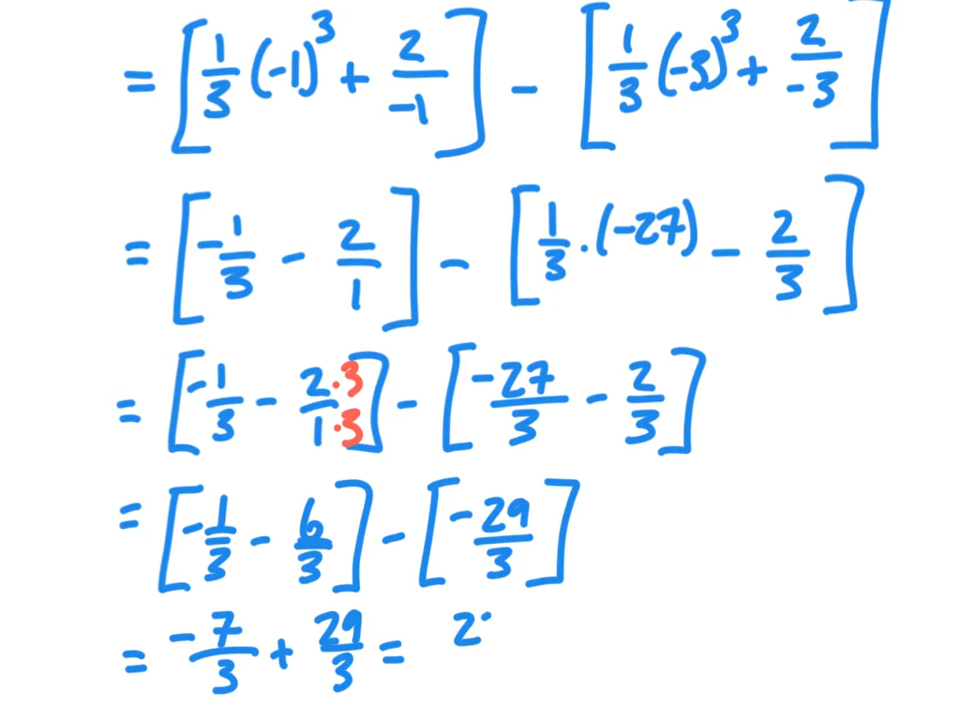 = [1/3 (-1)^3 + 2/-1] - [1/3 (-3)^3 + 2/-3]
= [-1/3 - 2/1] - [1/3 · (-27) - 2/3]
= [-1/3 - 2·3/1·3] - [-27/3 - 2/3]
= [-1/3 - 6/3] - [-29/3]
= -7/3 + 29/3 = 2